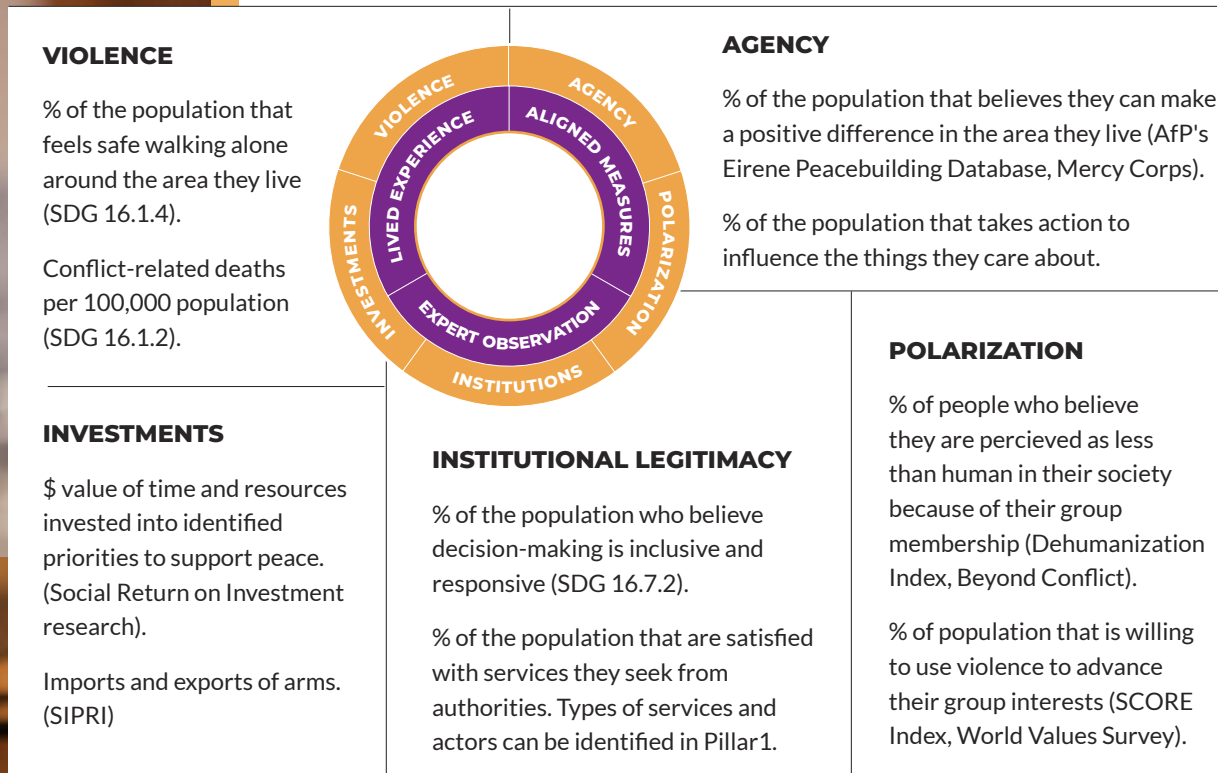 VIOLENCE
% of the population that
feels safe walking alone
around the area they live
(SDG 16.1.4).
Conflict-related deaths
per 100,000 population
(SDG 16.1.2).
VIOLENCE
AGENCY
POLARIZATION
INSTITUTIONS
INVESTMENTS
LIVED EXPERIENCE
ALIGNED MEASURES
EXPERT OBSERVATION
AGENCY
% of the population that believes they can make
a positive difference in the area they live (AfP's
Eirene Peacebuilding Database, Mercy Corps).
% of the population that takes action to
influence the things they care about.
INVESTMENTS
$ value of time and resources
invested into identified
priorities to support peace.
(Social Return on Investment
research).
Imports and exports of arms.
(SIPRI)
INSTITUTIONAL LEGITIMACY
% of the population who believe
decision-making is inclusive and
responsive (SDG 16.7.2).
% of the population that are satisfied
with services they seek from
authorities. Types of services and
actors can be identified in Pillar1.
POLARIZATION
% of people who believe
they are percieved as less
than human in their society
because of their group
membership (Dehumanization
Index, Beyond Conflict).
% of population that is willing
to use violence to advance
their group interests (SCORE
Index, World Values Survey).